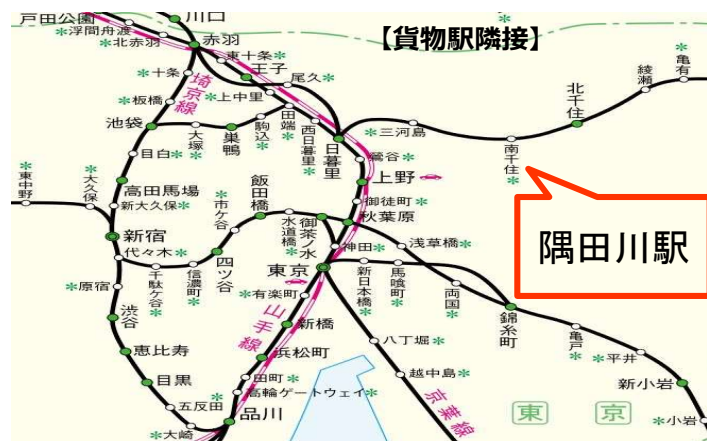 【貨物駅隣接】
隅田川駅
戸田公園
川口
*浮間舟渡
*北赤羽
赤羽
東十条
*十条
王子
尾久*
埼京線
*上中里
*板橋
池袋
大塚*
巣鴨
駒込*
田端
西日暮里*
日暮里
*三河島
南千住*
北千住
綾瀬
*亀有
鶯谷
上野
目白*
高田馬場
新大久保*
*東中野
*大久保
新宿
代々木*
*市ケ谷
飯田橋
水道橋*
御茶ノ水
御徒町*
秋葉原
神田*
浅草橋*
東京
四ツ谷
信濃町*
千駄ケ谷*
*原宿
渋谷
恵比寿
目黒
*五反田
*大崎
品川
高輪ゲートウェイ*
田町*
浜松町
新橋
*有楽町
山手線
新日本橋*
馬喰町*
両国*
錦糸町
亀戸*
*平井
新小岩
*小岩
八丁堀*
越中島*
京葉線
東 京